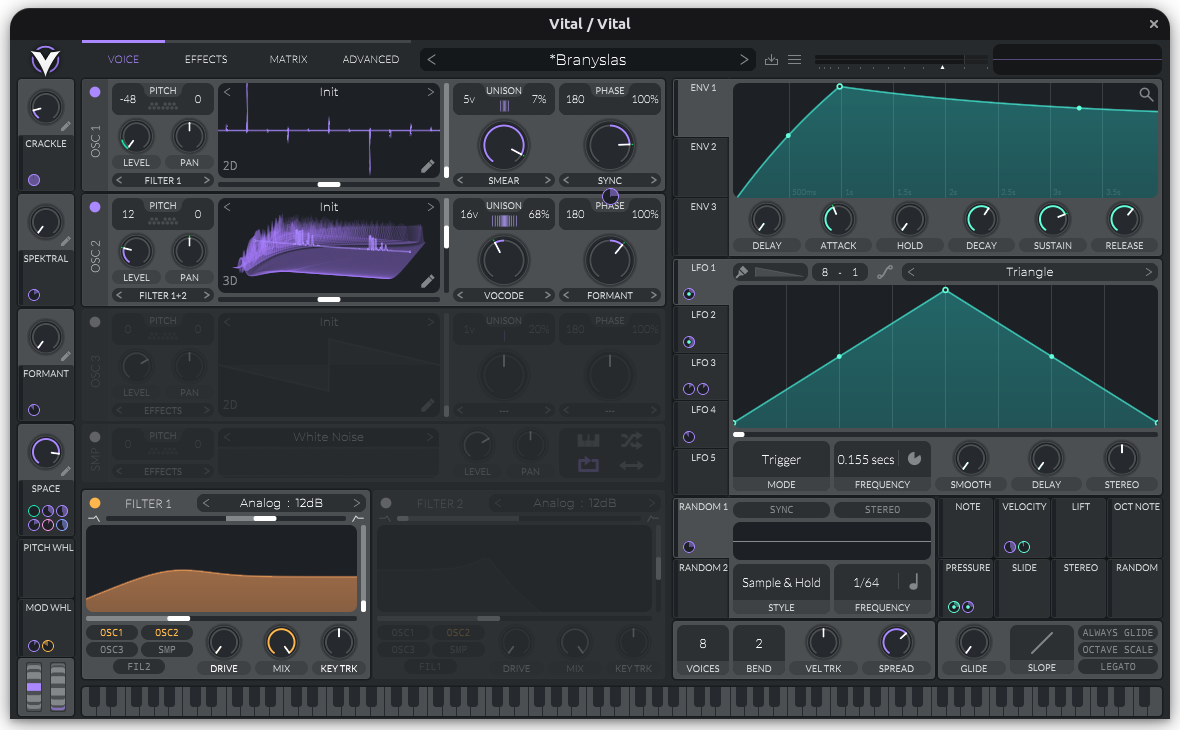 Vital / Vital
VOICE EFFECTS MATRIX ADVANCED
*Branyslas
CRACKLE
SPEKTRAL
FORMANT
SPACE
PITCH WHL
MOD WHL
OSC 1
-48 PITCH 0
LEVEL PAN
FILTER 1
Init
2D
5v UNISON 7%
SMEAR
180 PHASE 100%
SYNC
OSC 2
12 PITCH 0
LEVEL PAN
FILTER 1+2
Init
3D
16v UNISON 68%
VOCODE
180 PHASE 100%
FORMANT
OSC 3
0 PITCH 0
LEVEL PAN
EFFECTS
Init
2D
1v UNISON 20%
---
180 PHASE 100%
---
SMP
0 PITCH 0
EFFECTS
White Noise
LEVEL PAN
FILTER 1 Analog : 12dB
OSC1 OSC2
OSC3 SMP
FIL2
DRIVE MIX KEY TRK
FILTER 2 Analog : 12dB
OSC1 OSC2
OSC3 SMP
FIL1
DRIVE MIX KEY TRK
ENV 1
ENV 2
ENV 3
500ms 1s 1.5s 2s 2.5s 3s 3.5s
DELAY ATTACK HOLD DECAY SUSTAIN RELEASE
LFO 1
LFO 2
LFO 3
LFO 4
LFO 5
8 - 1 Triangle
Trigger
MODE
0.155 secs
FREQUENCY
SMOOTH DELAY STEREO
RANDOM 1
RANDOM 2
SYNC STEREO
Sample & Hold
STYLE
1/64
FREQUENCY
NOTE VELOCITY LIFT OCT NOTE
PRESSURE SLIDE STEREO RANDOM
8
VOICES
2
BEND
VEL TRK SPREAD
GLIDE SLOPE
ALWAYS GLIDE
OCTAVE SCALE
LEGATO